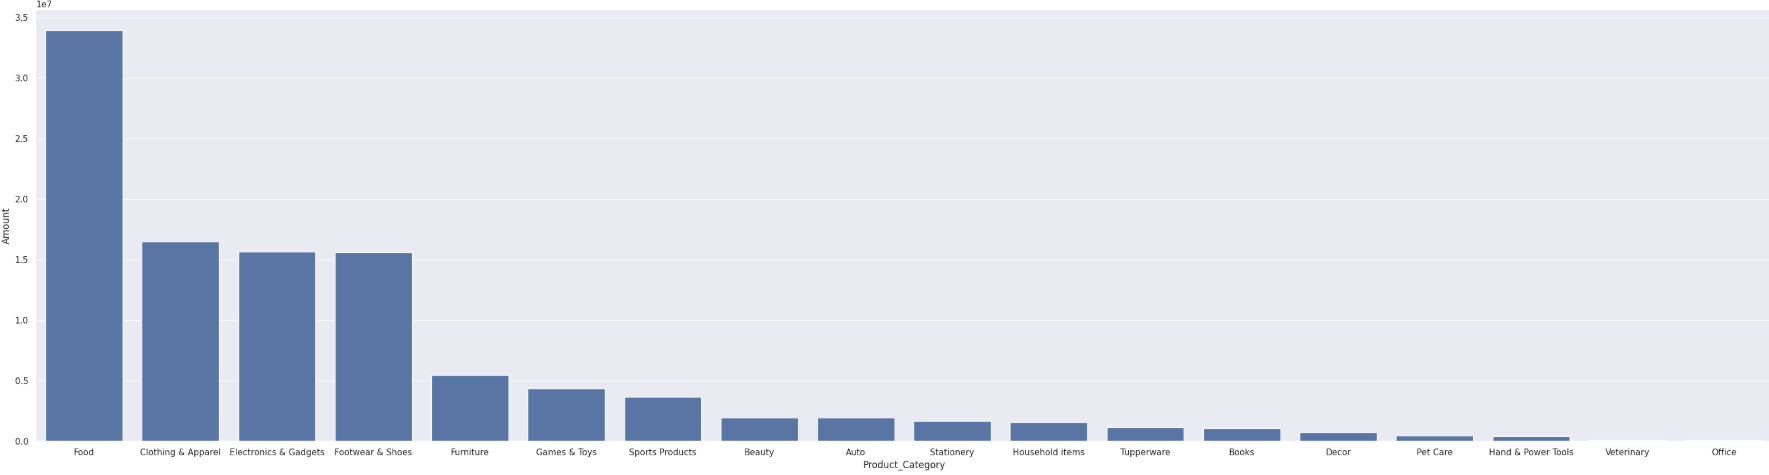 1e7
3.5
3.0
2.5
2.0
1.5
1.0
0.5
0.0
Amount
Food Clothing & Apparel Electronics & Gadgets Footwear & Shoes Furniture Games & Toys Sports Products Beauty Auto Stationery Household items Tupperware Books Decor Pet Care Hand & Power Tools Veterinary Office
Product_Category